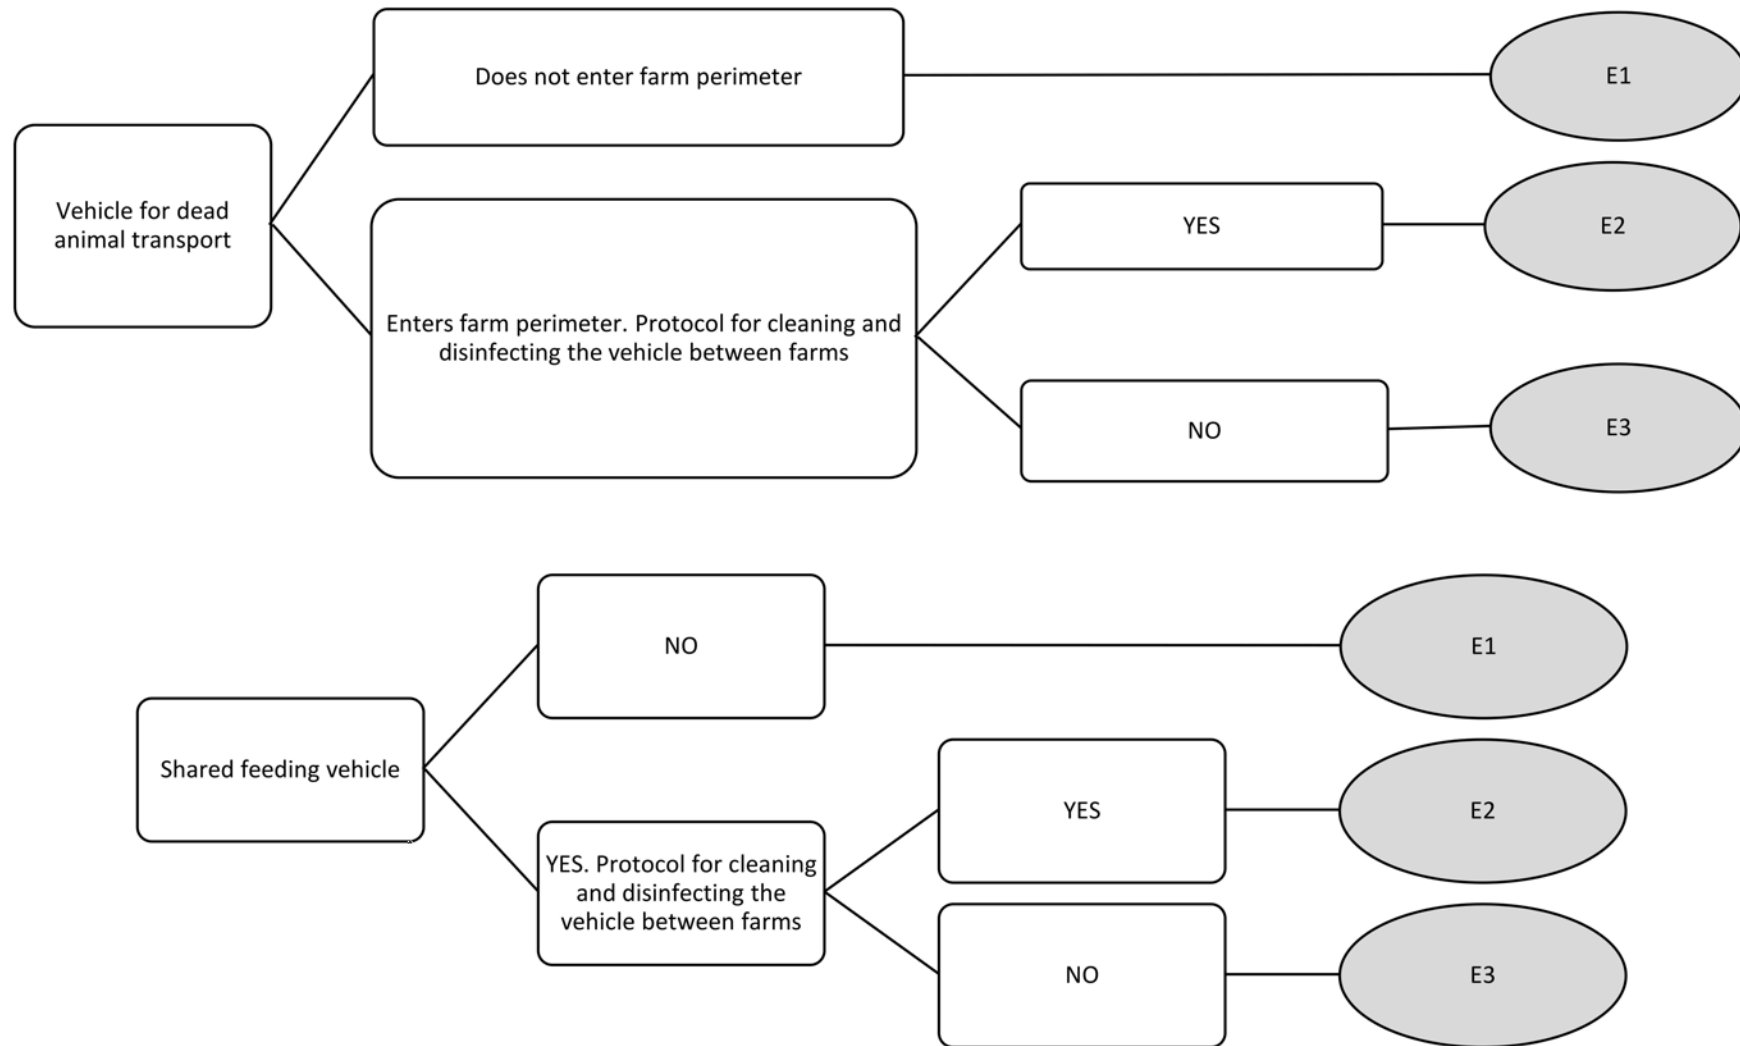 Does not enter farm perimeter
E1
Vehicle for dead
animal transport
YES
E2
Enters farm perimeter. Protocol for cleaning and
disinfecting the vehicle between farms
NO
E3
NO
E1
Shared feeding vehicle
YES
E2
YES. Protocol for cleaning
and disinfecting the
vehicle between farms
NO
E3